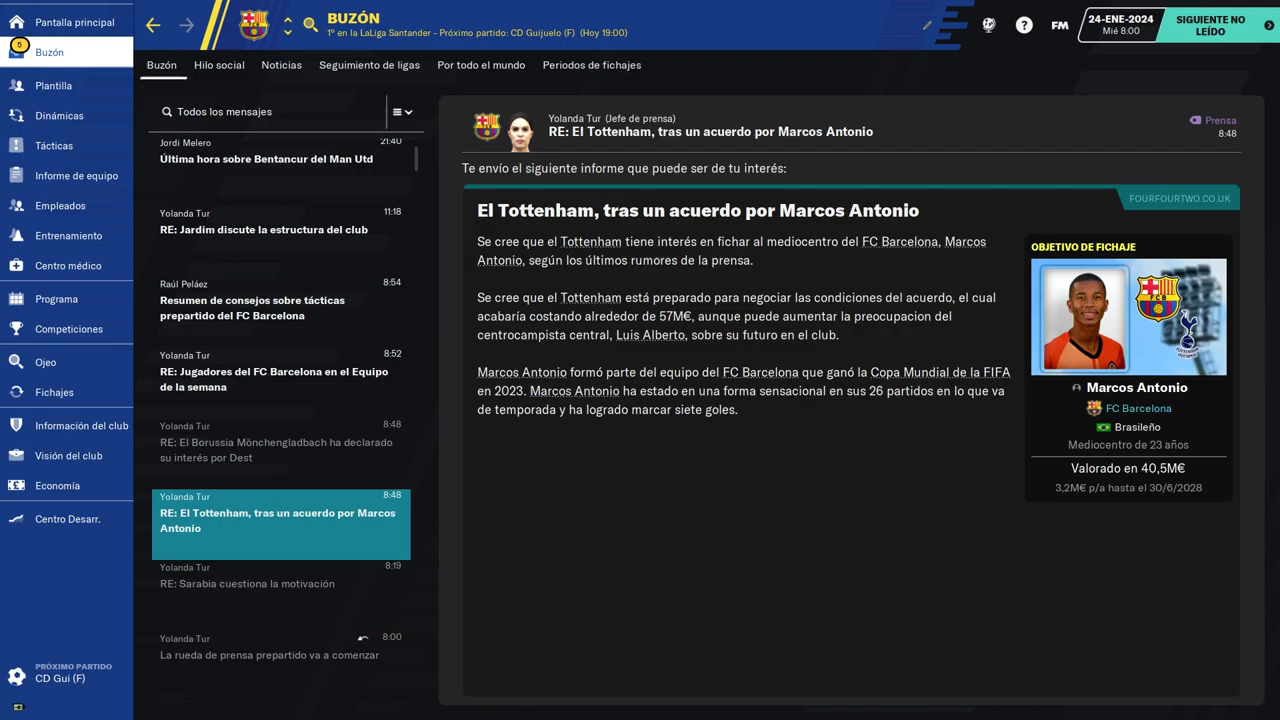 Pantalla principal
5
Buzón
Plantilla
Dinámicas
Tácticas
Informe de equipo
Empleados
Entrenamiento
Centro médico
Programa
Competiciones
Ojeo
Fichajes
Información del club
Visión del club
Economía
Centro Desarr.
PRÓXIMO PARTIDO
CD Gui (F)
BUZÓN
1º en la LaLiga Santander - Próximo partido: CD Guijuelo (F) (Hoy 19:00)
?
FM
24-ENE-2024
Mié 8:00
SIGUIENTE NO
LEÍDO
Buzón Hilo social Noticias Seguimiento de ligas Por todo el mundo Periodos de fichajes
Todos los mensajes
Jordi Melero 21:40
Última hora sobre Bentancur del Man Utd
Yolanda Tur 11:18
RE: Jardim discute la estructura del club
Raúl Peláez 8:54
Resumen de consejos sobre tácticas
prepartido del FC Barcelona
Yolanda Tur 8:52
RE: Jugadores del FC Barcelona en el Equipo
de la semana
Yolanda Tur 8:48
RE: El Borussia Mönchengladbach ha declarado
su interés por Dest
Yolanda Tur 8:48
RE: El Tottenham, tras un acuerdo por Marcos
Antonio
Yolanda Tur 8:19
RE: Sarabia cuestiona la motivación
Yolanda Tur 8:00
La rueda de prensa prepartido va a comenzar
Yolanda Tur (Jefe de prensa)
RE: El Tottenham, tras un acuerdo por Marcos Antonio
Prensa
8:48
Te envío el siguiente informe que puede ser de tu interés:
FOURFOURTWO.CO.UK
El Tottenham, tras un acuerdo por Marcos Antonio
Se cree que el Tottenham tiene interés en fichar al mediocentro del FC Barcelona, Marcos
Antonio, según los últimos rumores de la prensa.
Se cree que el Tottenham está preparado para negociar las condiciones del acuerdo, el cual
acabaría costando alrededor de 57M€, aunque puede aumentar la preocupacion del
centrocampista central, Luis Alberto, sobre su futuro en el club.
Marcos Antonio formó parte del equipo del FC Barcelona que ganó la Copa Mundial de la FIFA
en 2023. Marcos Antonio ha estado en una forma sensacional en sus 26 partidos en lo que va
de temporada y ha logrado marcar siete goles.
OBJETIVO DE FICHAJE
Marcos Antonio
FC Barcelona
Brasileño
Mediocentro de 23 años
Valorado en 40,5M€
3,2M€ p/a hasta el 30/6/2028